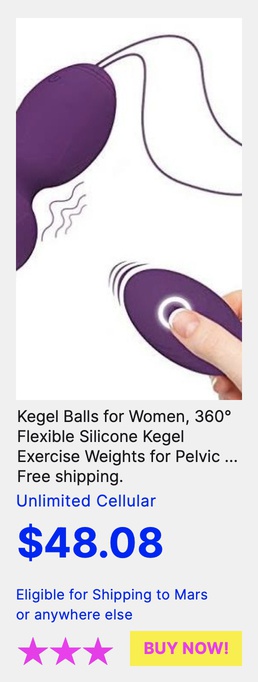 Kegel Balls for Women, 360°
Flexible Silicone Kegel
Exercise Weights for Pelvic ...
Free shipping.
Unlimited Cellular
$48.08
Eligible for Shipping to Mars
or anywhere else
BUY NOW!